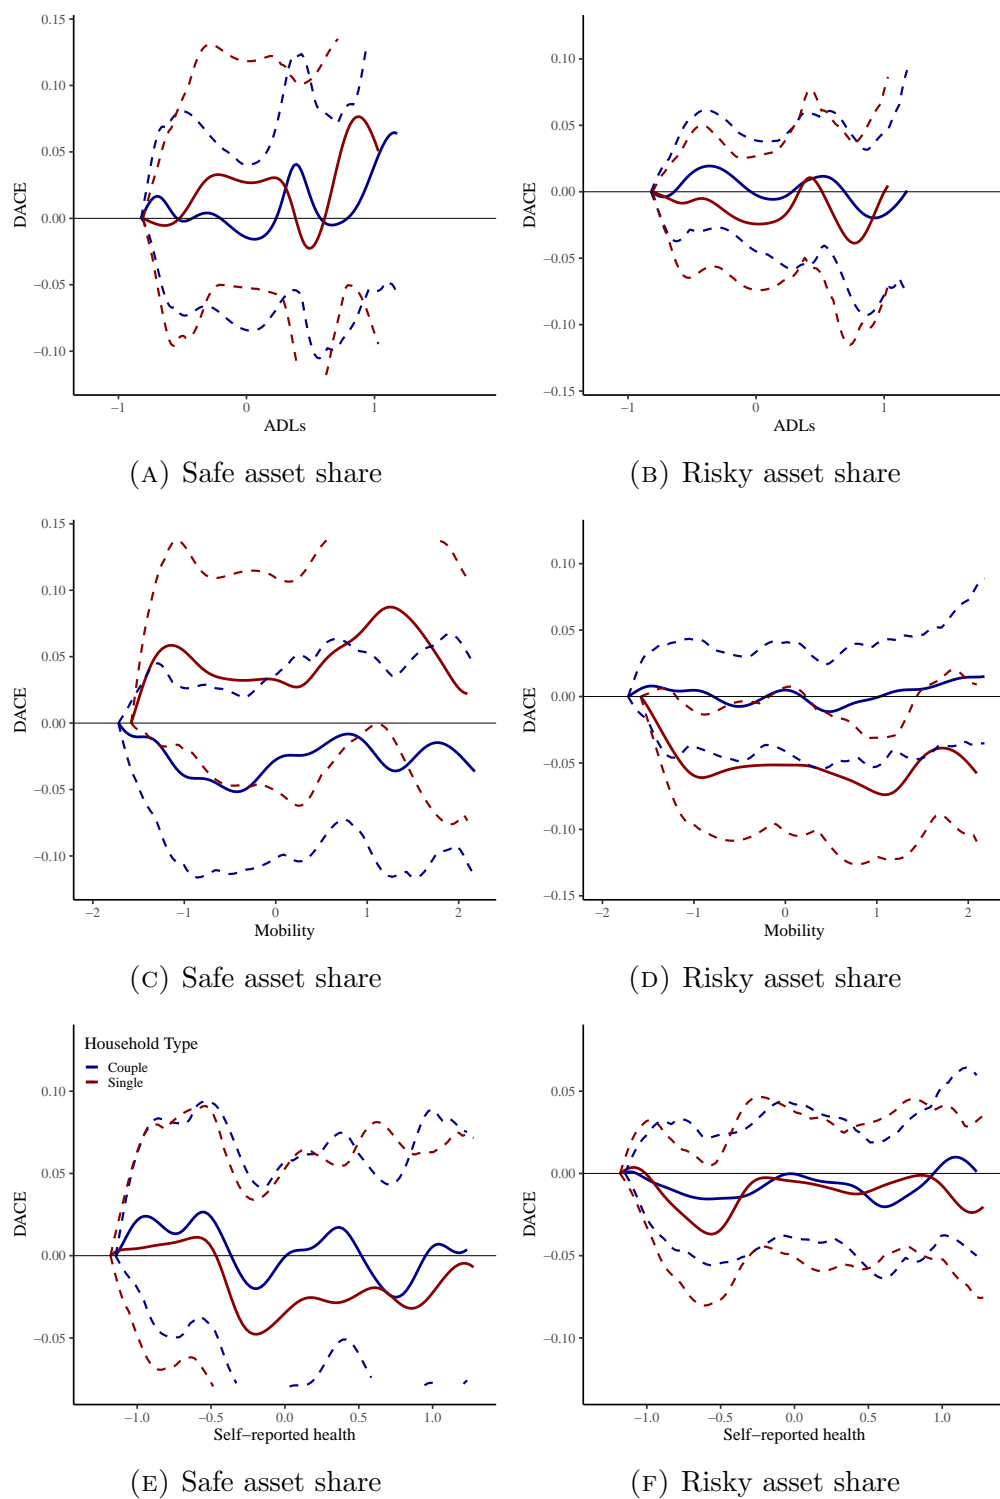 0.15
0.10
0.05
0.00
−0.05
−0.10
DACE
−1 0 1
ADLs
(A) Safe asset share
0.10
0.05
0.00
−0.05
−0.10
−0.15
DACE
−1 0 1
ADLs
(B) Risky asset share
0.15
0.10
0.05
0.00
−0.05
−0.10
DACE
−2 −1 0 1 2
Mobility
(C) Safe asset share
0.10
0.05
0.00
−0.05
−0.10
−0.15
DACE
−2 −1 0 1 2
Mobility
(D) Risky asset share
Household Type
Couple
Single
0.10
0.05
0.00
−0.05
DACE
−1.0 −0.5 0.0 0.5 1.0
Self−reported health
(E) Safe asset share
0.05
0.00
−0.05
−0.10
DACE
−1.0 −0.5 0.0 0.5 1.0
Self−reported health
(F) Risky asset share